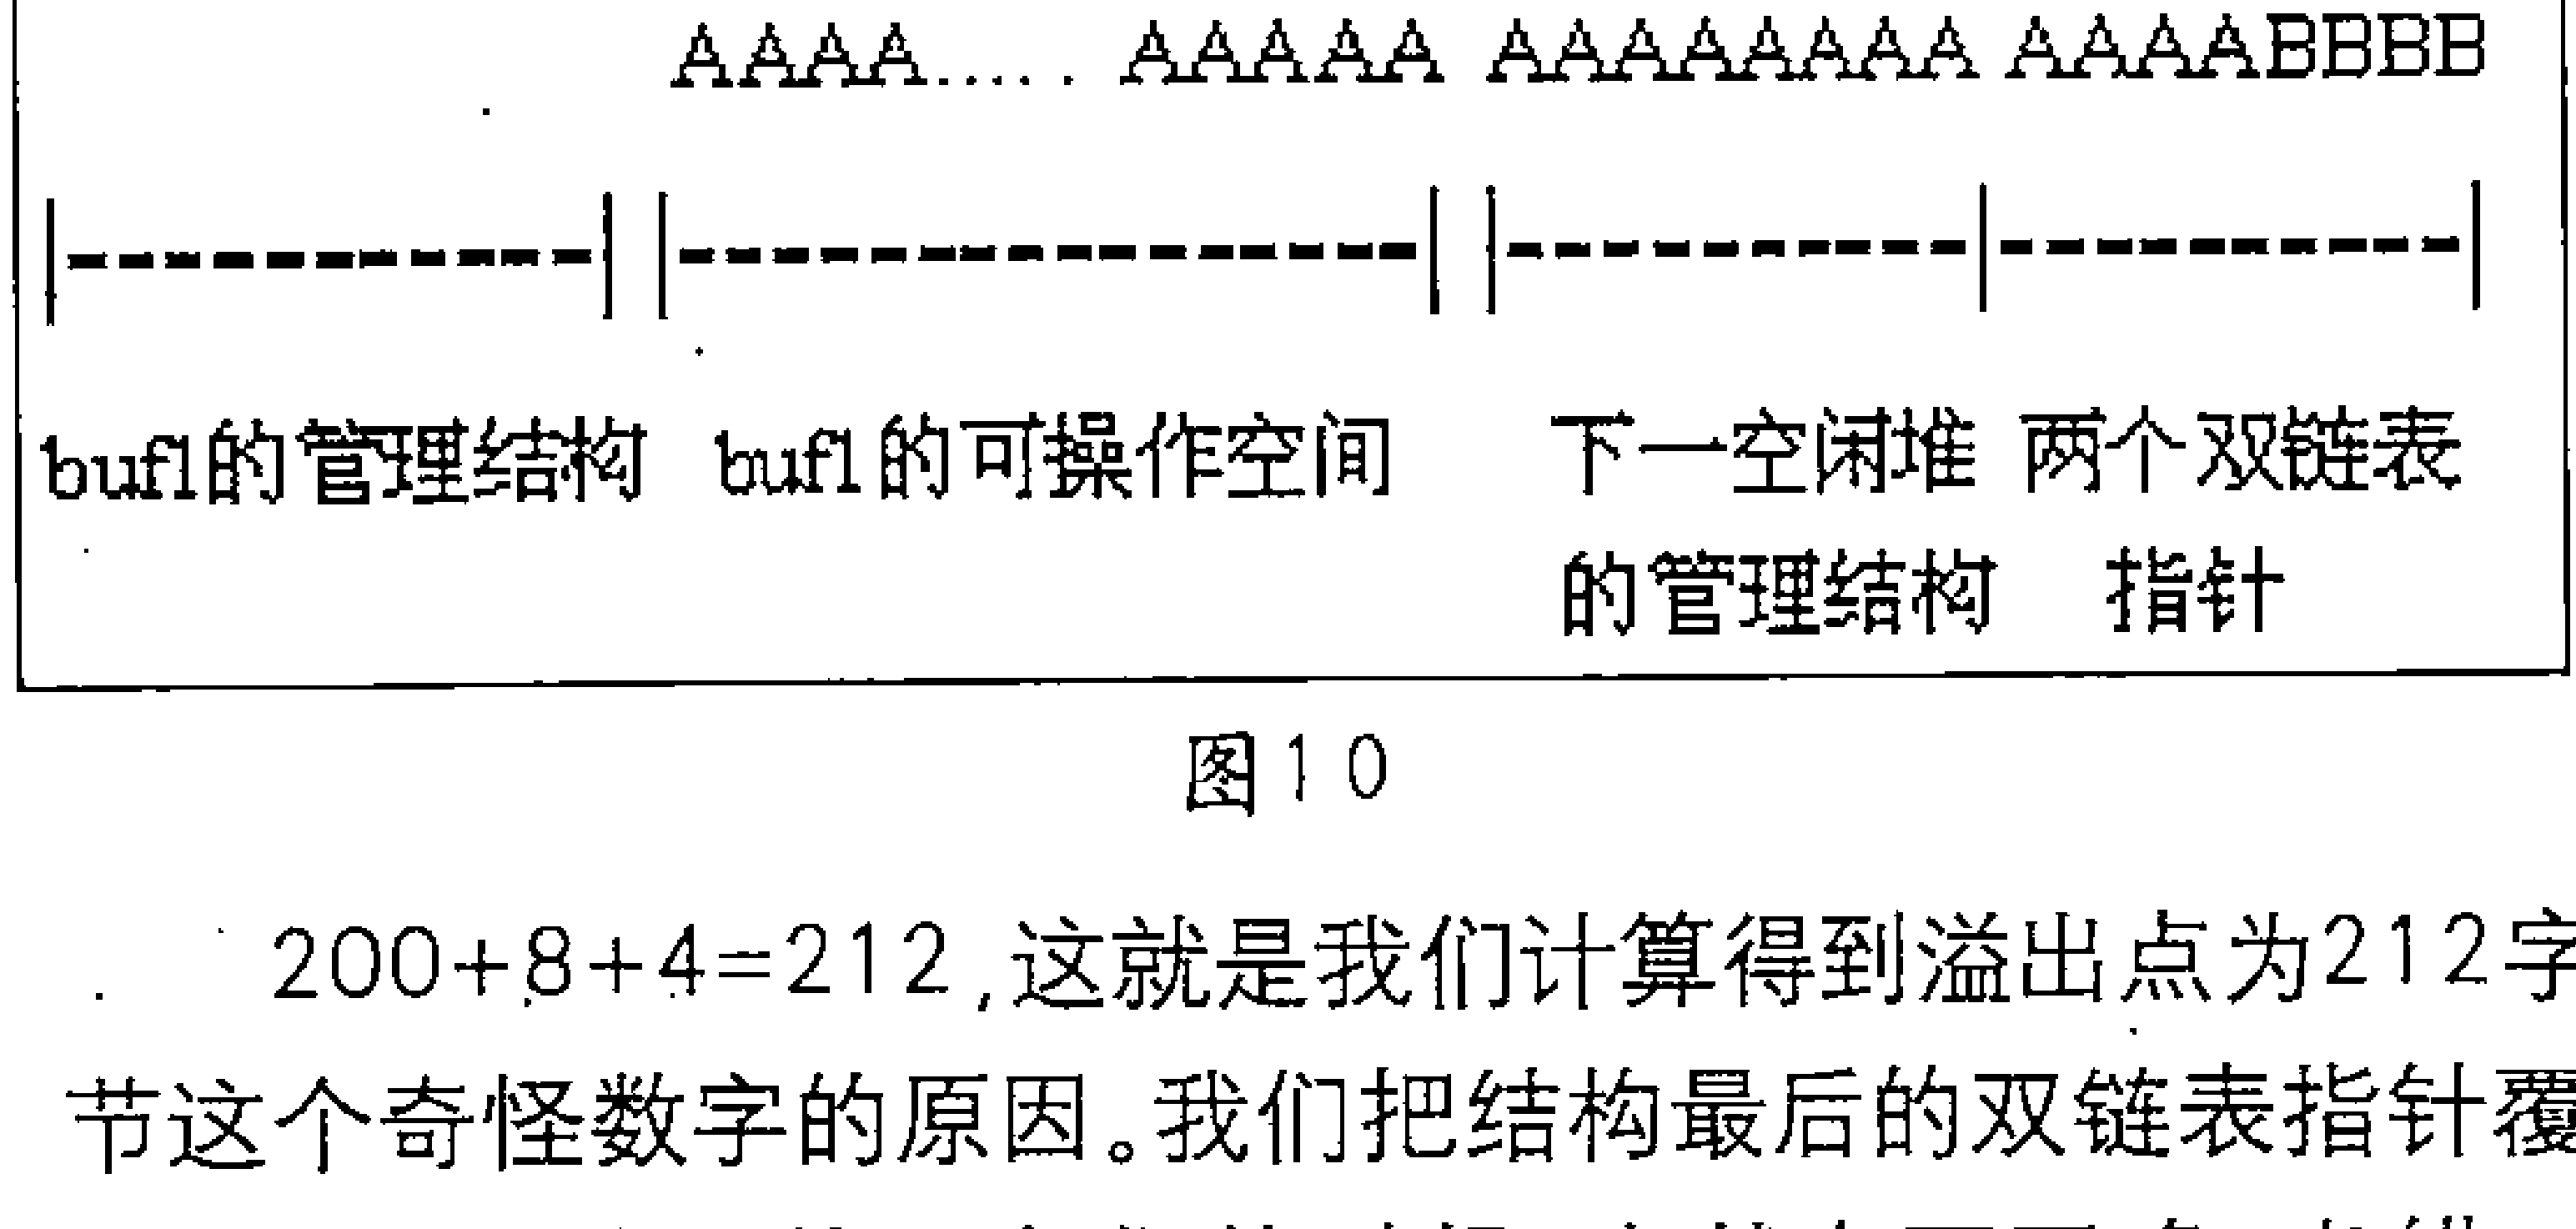 AAAA..... AAAAA AAAAAAAA AAAABBBB
buf1的管理结构 buf1的可操作空间 下一空闲堆 两个双链表
的管理结构 指针
图10
200+8+4=212,这就是我们计算得到溢出点为212字
节这个奇怪数字的原因。我们把结构最后的双链表指针覆